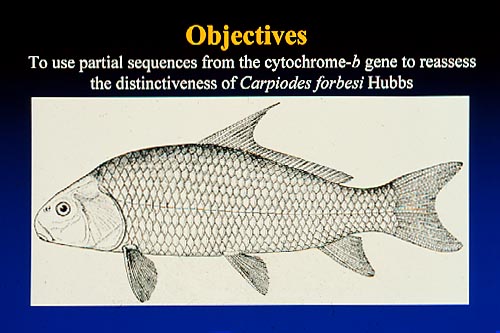 Objectives
To use partial sequences from the cytochrome-b gene to reassess
the distinctiveness of Carpiodes forbesi Hubbs